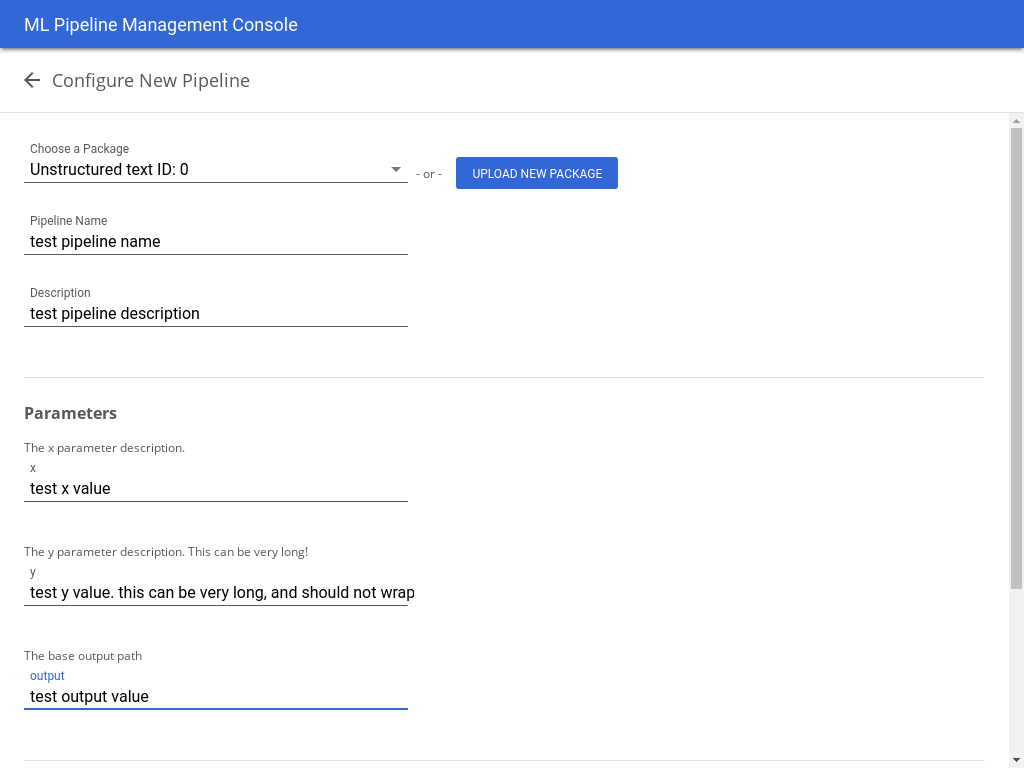 ML Pipeline Management Console
Configure New Pipeline
Choose a Package
Unstructured text ID: 0
- or -
UPLOAD NEW PACKAGE
Pipeline Name
test pipeline name
Description
test pipeline description
Parameters
The x parameter description.
x
test x value
The y parameter description. This can be very long!
y
test y value. this can be very long, and should not wrap
The base output path
output
test output value